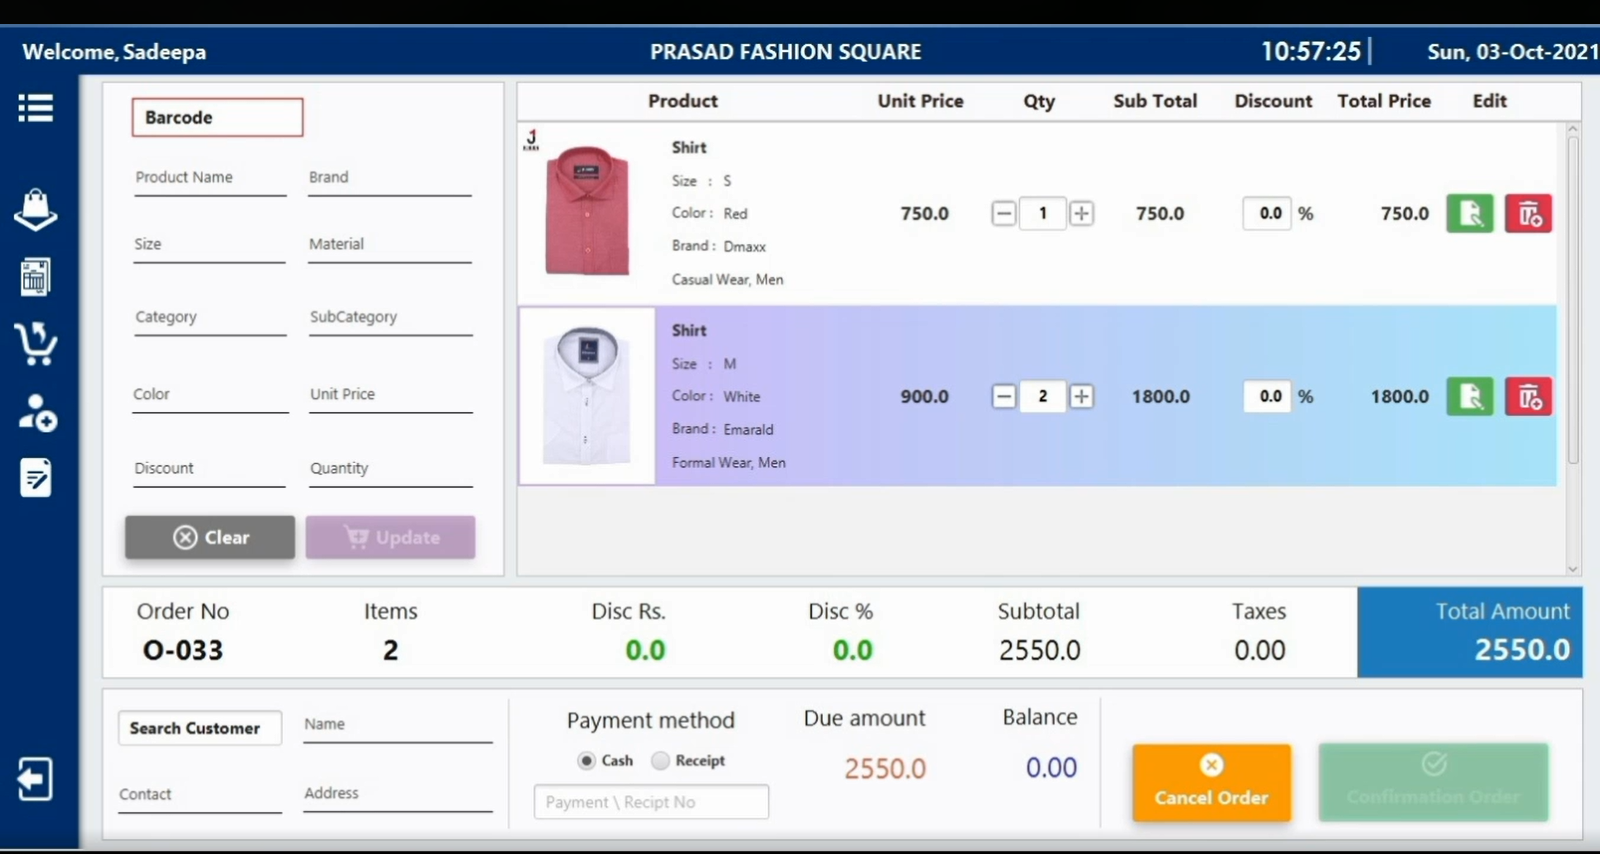 Welcome, Sadeepa
PRASAD FASHION SQUARE
10:57:25
Sun, 03-Oct-2021
Barcode
Product Name
Brand
Size
Material
Category
SubCategory
Color
Unit Price
Discount
Quantity
Clear
Update
Product Unit Price Qty Sub Total Discount Total Price Edit
Shirt
Size : S
Color : Red
Brand : Dmaxx
Casual Wear, Men
750.0 1 750.0 0.0 % 750.0
Shirt
Size : M
Color : White
Brand : Emarald
Formal Wear, Men
900.0 2 1800.0 0.0 % 1800.0
Order No Items Disc Rs. Disc % Subtotal Taxes Total Amount
O-033 2 0.0 0.0 2550.0 0.00 2550.0
Search Customer
Name
Contact
Address
Payment method
Cash Receipt
Payment \ Recipt No
Due amount
2550.0
Balance
0.00
Cancel Order
Confirmation Order